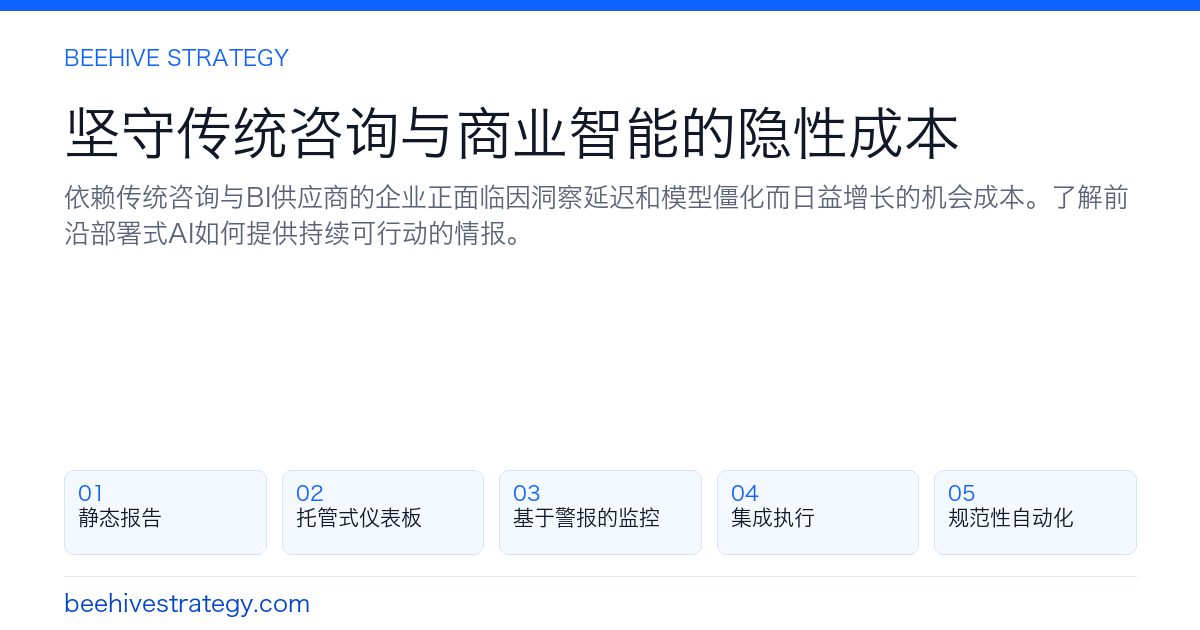 BEEHIVE STRATEGY
坚守传统咨询与商业智能的隐性成本
依赖传统咨询与BI供应商的企业正面临因洞察延迟和模型僵化而日益增长的机会成本。了解前
沿部署式AI如何提供持续可行动的情报。
01
静态报告
02
托管式仪表板
03
基于警报的监控
04
集成执行
05
规范性自动化
beehivestrategy.com